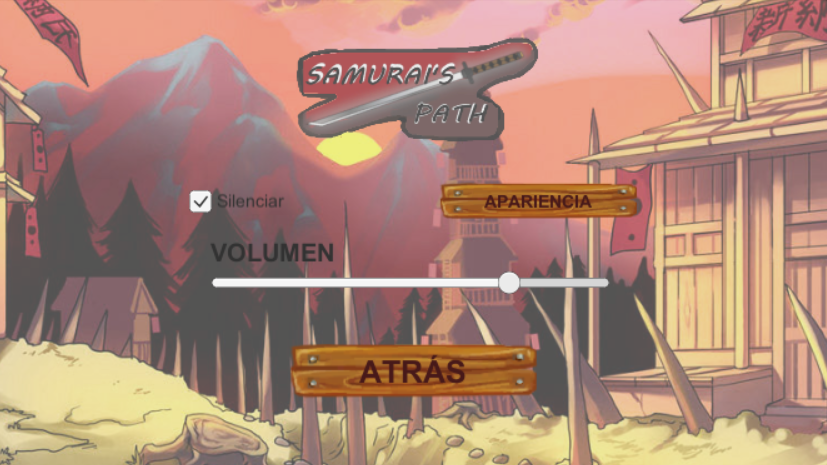 SAMURAI'S
PATH
Silenciar
APARIENCIA
VOLUMEN
ATRÁS